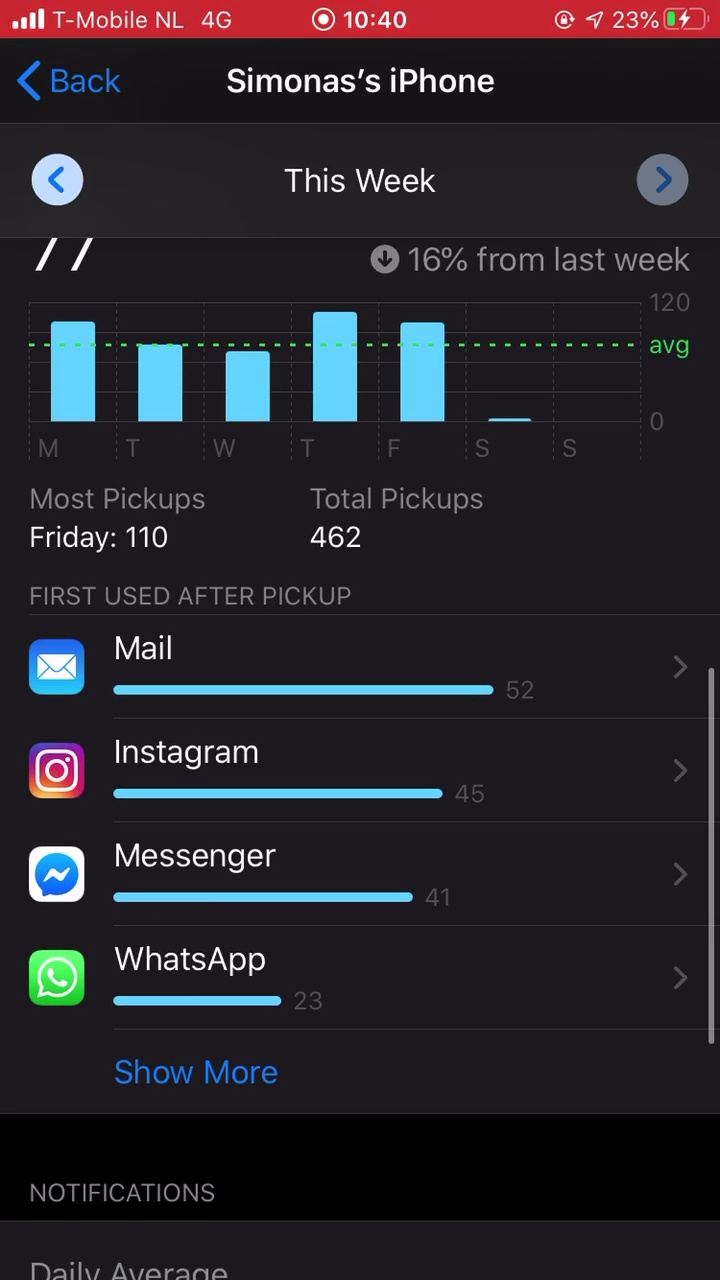 T-Mobile NL 4G 10:40 23%
Back Simonas's iPhone
This Week
77 16% from last week
120
avg
0
M T W T F S S
Most Pickups Total Pickups
Friday: 110 462
FIRST USED AFTER PICKUP
Mail
52
Instagram
45
Messenger
41
WhatsApp
23
Show More
NOTIFICATIONS
Daily Average